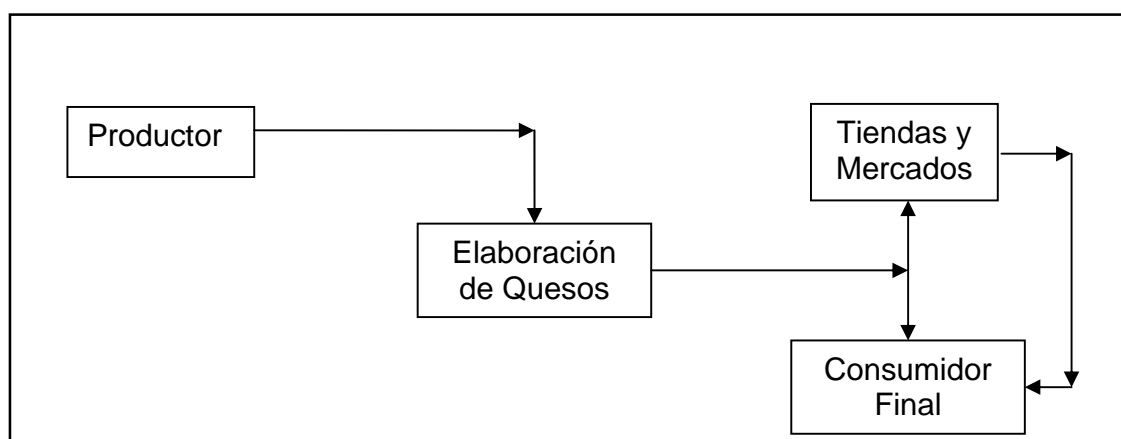 Productor
Tiendas y
Mercados
Elaboración
de Quesos
Consumidor
Final